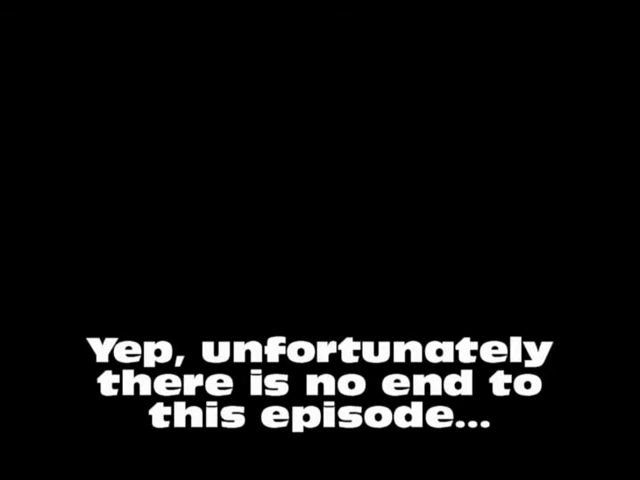 Yep, unfortunately
there is no end to
this episode...